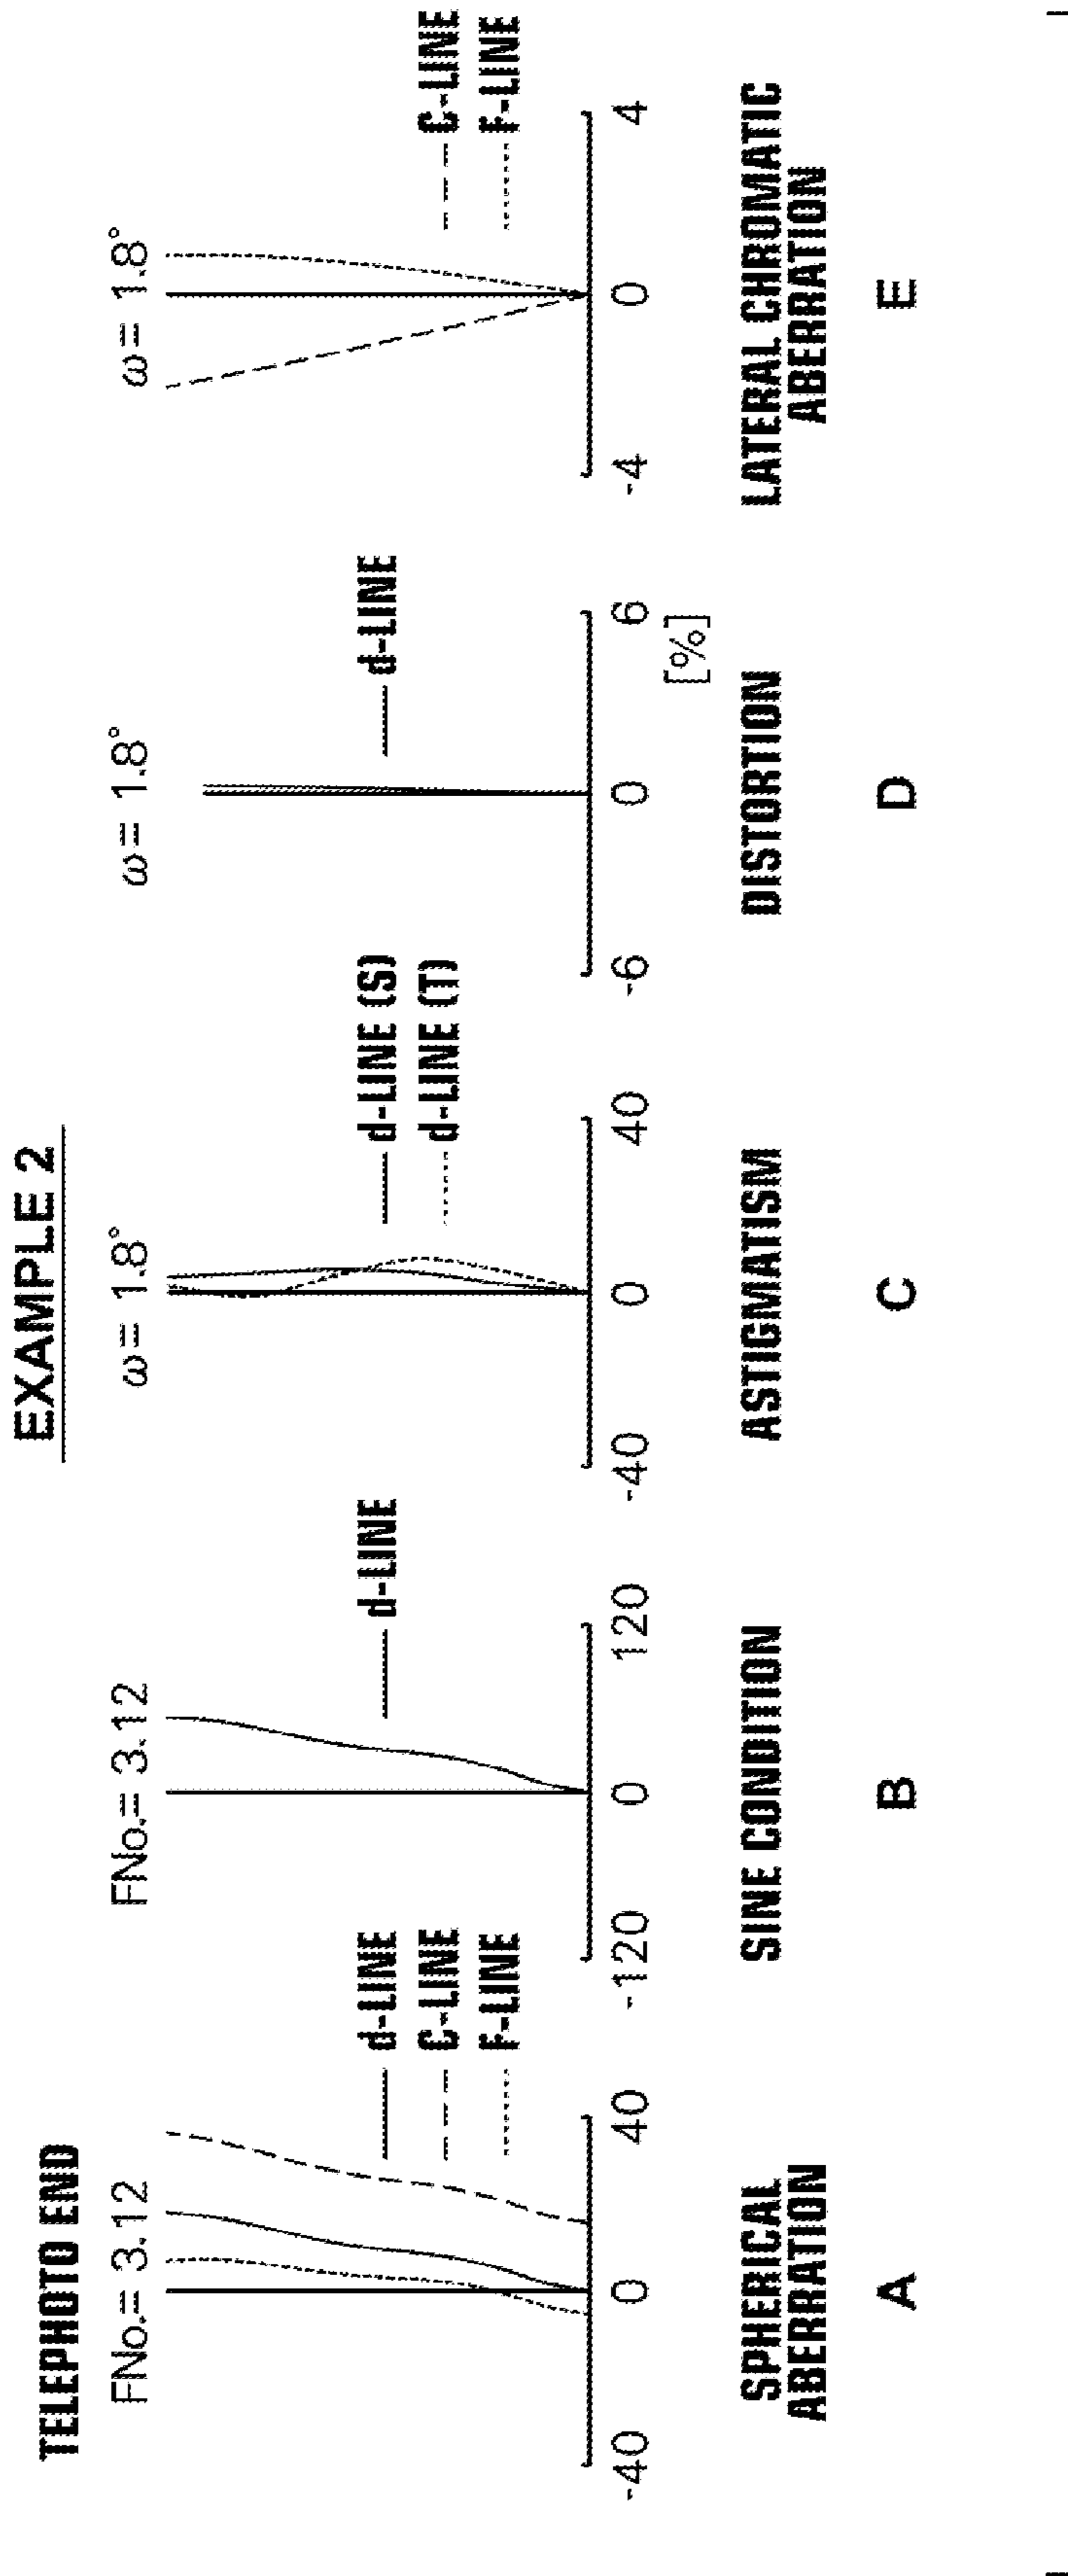 EXAMPLE 2
TELEPHOTO END
FNo.= 3.12
d-LINE
C-LINE
F-LINE
-40 0 40
SPHERICAL
ABERRATION
A
FNo.= 3.12
d-LINE
-120 0 120
SINE CONDITION
B
ω= 1.8°
d-LINE (S)
d-LINE (T)
-40 0 40
ASTIGMATISM
C
ω= 1.8°
d-LINE
-6 0 6
[%]
DISTORTION
D
ω= 1.8°
C-LINE
F-LINE
-4 0 4
LATERAL CHROMATIC
ABERRATION
E